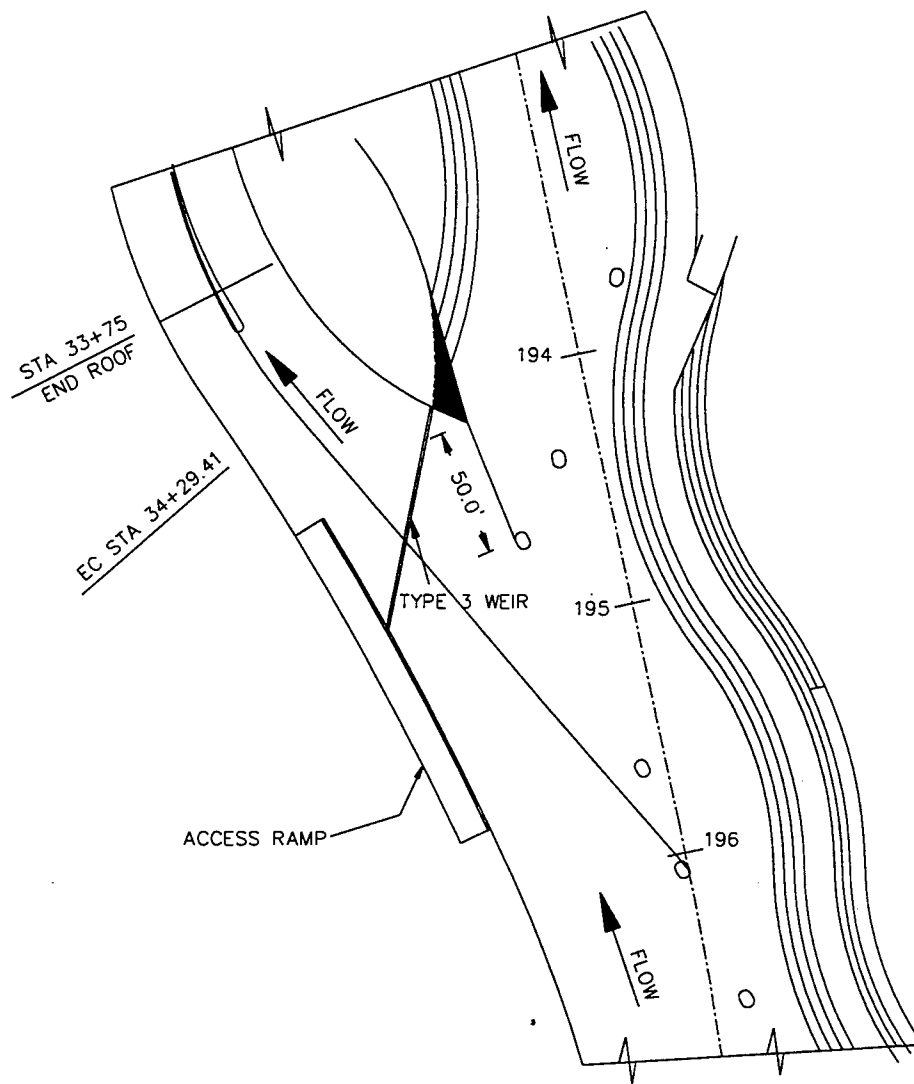 FLOW
STA 33+75
END ROOF
194
FLOW
EC STA 34+29.41
50.0'
TYPE 3 WEIR
195
ACCESS RAMP
196
FLOW